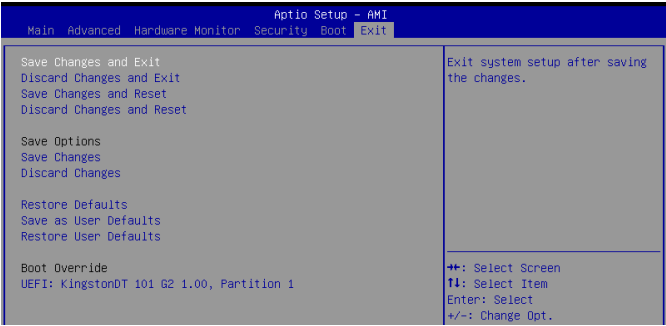 Aptio Setup – AMI
Main Advanced Hardware Monitor Security Boot Exit
Save Changes and Exit
Discard Changes and Exit
Save Changes and Reset
Discard Changes and Reset
Save Options
Save Changes
Discard Changes
Restore Defaults
Save as User Defaults
Restore User Defaults
Boot Override
UEFI: KingstonDT 101 G2 1.00, Partition 1
Exit system setup after saving
the changes.
→←: Select Screen
↑↓: Select Item
Enter: Select
+/-: Change Opt.